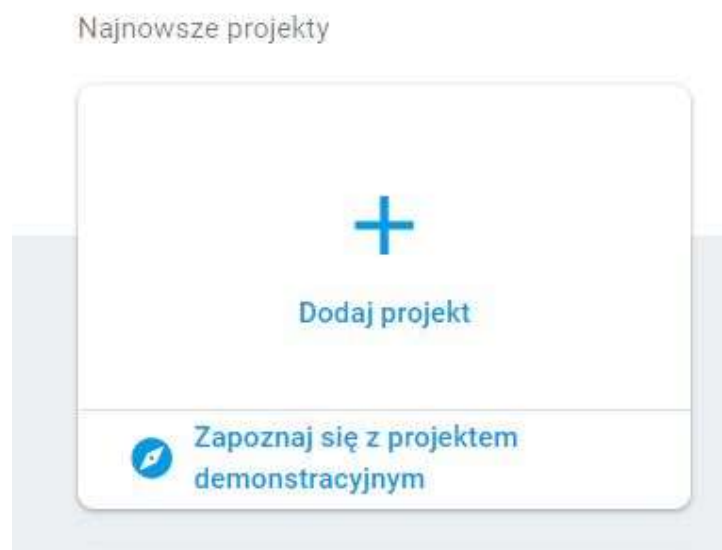 Najnowsze projekty
Dodaj projekt
Zapoznaj się z projektem
demonstracyjnym